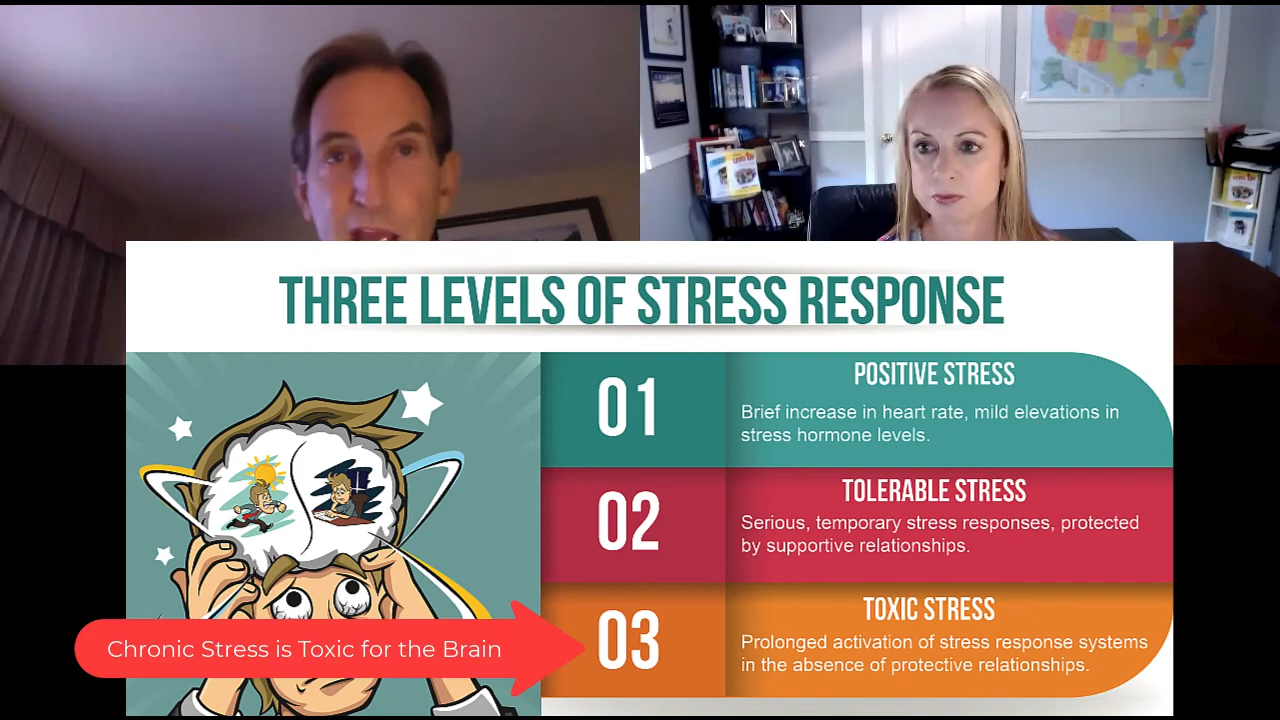 THREE LEVELS OF STRESS RESPONSE
01
POSITIVE STRESS
Brief increase in heart rate, mild elevations in
stress hormone levels.
02
TOLERABLE STRESS
Serious, temporary stress responses, protected
by supportive relationships.
03
TOXIC STRESS
Prolonged activation of stress response systems
in the absence of protective relationships.
Chronic Stress is Toxic for the Brain